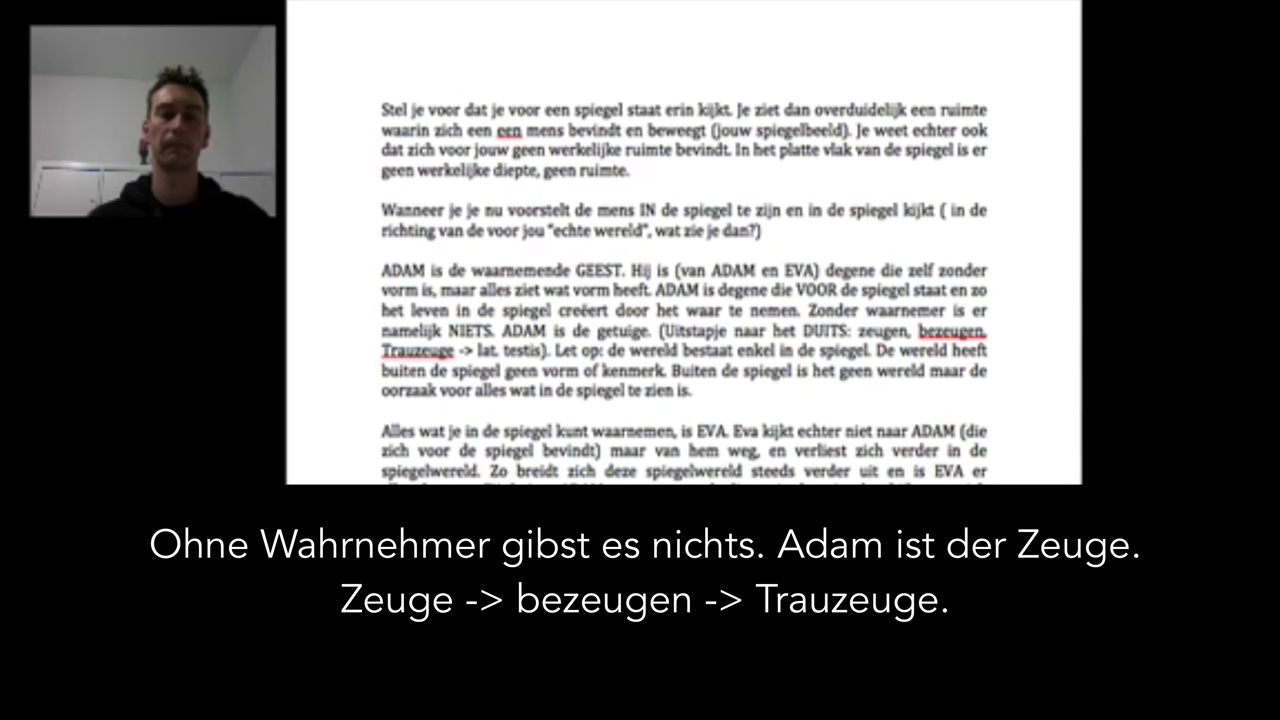 Stel je voor dat je voor een spiegel staat erin kijkt. Je ziet dan overduidelijk een ruimte
waarin zich een een mens bevindt en beweegt (jouw spiegelbeeld). Je weet echter ook
dat zich voor jouw geen werkelijke ruimte bevindt. In het platte vlak van de spiegel is er
geen werkelijke diepte, geen ruimte.
Wanneer je je nu voorstelt de mens IN de spiegel te zijn en in de spiegel kijkt ( in de
richting van de voor jou "echte wereld", wat zie je dan?)
ADAM is de waarnemende GEEST. Hij is (van ADAM en EVA) degene die zelf zonder
vorm is, maar alles ziet wat vorm heeft. ADAM is degene die VOOR de spiegel staat en zo
het leven in de spiegel creëert door het waar te nemen. Zonder waarnemer is er
namelijk NIETS. ADAM is de getuige. (Uitstapje naar het DUITS: zeugen, bezeugen,
Trauzeuge -> lat. testis). Let op: de wereld bestaat enkel in de spiegel. De wereld heeft
buiten de spiegel geen vorm of kenmerk. Buiten de spiegel is het geen wereld maar de
oorzaak voor alles wat in de spiegel te zien is.
Alles wat je in de spiegel kunt waarnemen, is EVA. Eva kijkt echter niet naar ADAM (die
zich voor de spiegel bevindt) maar van hem weg, en verliest zich verder in de
spiegelwereld. Zo breidt zich deze spiegelwereld steeds verder uit en is EVA er
Ohne Wahrnehmer gibst es nichts. Adam ist der Zeuge.
Zeuge -> bezeugen -> Trauzeuge.